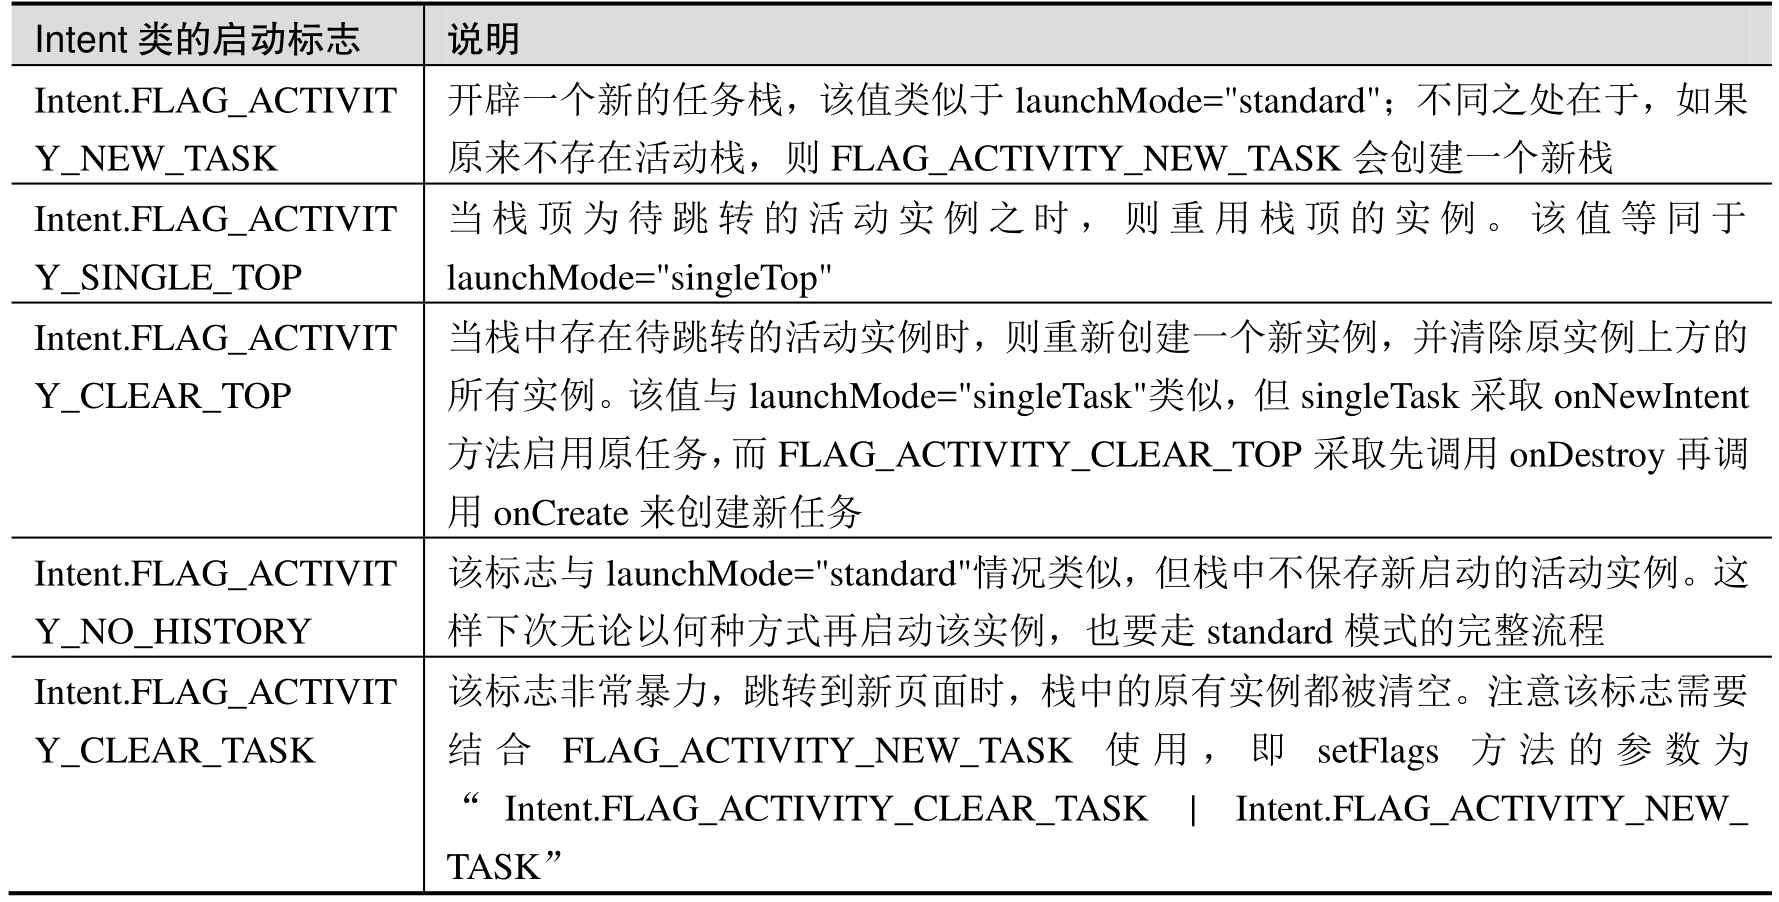 Intent 类的启动标志
说明
Intent.FLAG_ACTIVIT
Y_NEW_TASK
开辟一个新的任务栈，该值类似于 launchMode="standard"；不同之处在于，如果
原来不存在活动栈，则 FLAG_ACTIVITY_NEW_TASK 会创建一个新栈
Intent.FLAG_ACTIVIT
Y_SINGLE_TOP
当栈顶为待跳转的活动实例之时，则重用栈顶的实例。该值等同于
launchMode="singleTop"
Intent.FLAG_ACTIVIT
Y_CLEAR_TOP
当栈中存在待跳转的活动实例时，则重新创建一个新实例，并清除原实例上方的
所有实例。该值与 launchMode="singleTask"类似，但 singleTask 采取 onNewIntent
方法启用原任务，而 FLAG_ACTIVITY_CLEAR_TOP 采取先调用 onDestroy 再调
用 onCreate 来创建新任务
Intent.FLAG_ACTIVIT
Y_NO_HISTORY
该标志与 launchMode="standard"情况类似，但栈中不保存新启动的活动实例。这
样下次无论以何种方式再启动该实例，也要走 standard 模式的完整流程
Intent.FLAG_ACTIVIT
Y_CLEAR_TASK
该标志非常暴力，跳转到新页面时，栈中的原有实例都被清空。注意该标志需要
结合 FLAG_ACTIVITY_NEW_TASK 使用，即 setFlags 方法的参数为
“ Intent.FLAG_ACTIVITY_CLEAR_TASK | Intent.FLAG_ACTIVITY_NEW_
TASK”